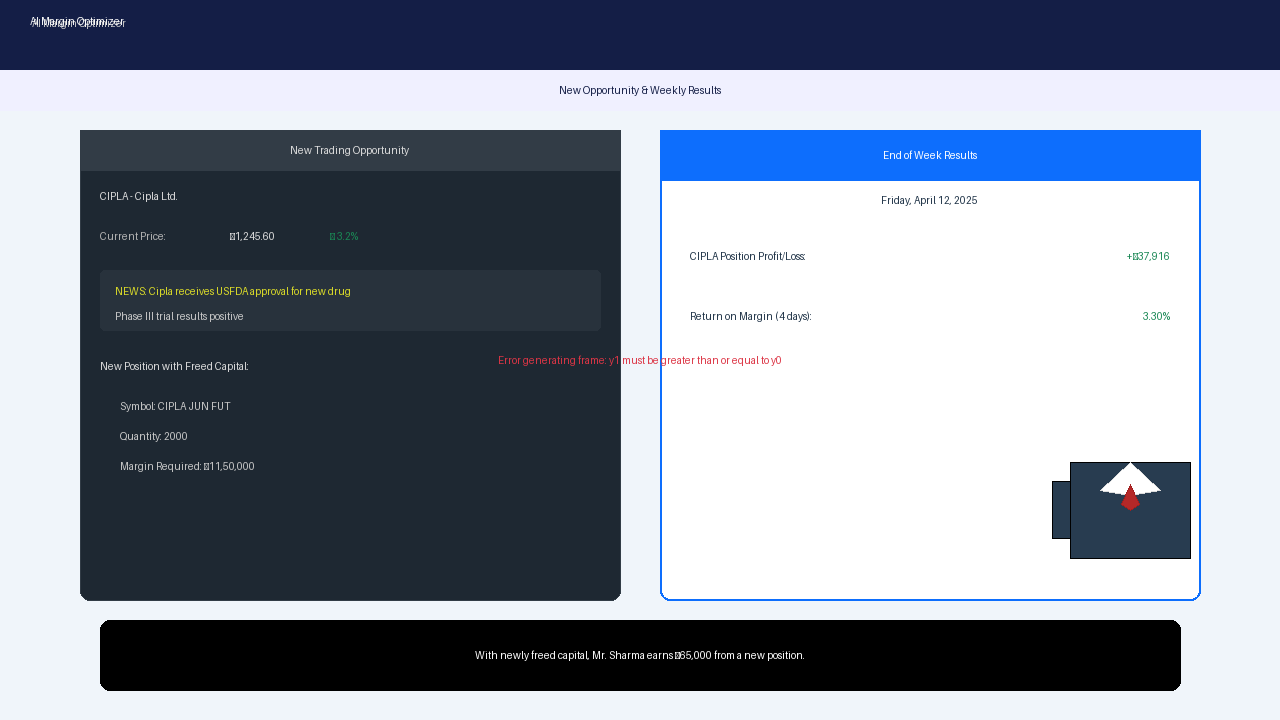 AI Margin Optimizer
New Opportunity & Weekly Results
New Trading Opportunity
CIPLA - Cipla Ltd.
Current Price: 1,245.60 3.2%
NEWS: Cipla receives USFDA approval for new drug
Phase III trial results positive
New Position with Freed Capital:
Symbol: CIPLA JUN FUT
Quantity: 2000
Margin Required: 11,50,000
End of Week Results
Friday, April 12, 2025
CIPLA Position Profit/Loss: +37,916
Return on Margin (4 days): 3.30%
Error generating frame: y1 must be greater than or equal to y0
With newly freed capital, Mr. Sharma earns 65,000 from a new position.